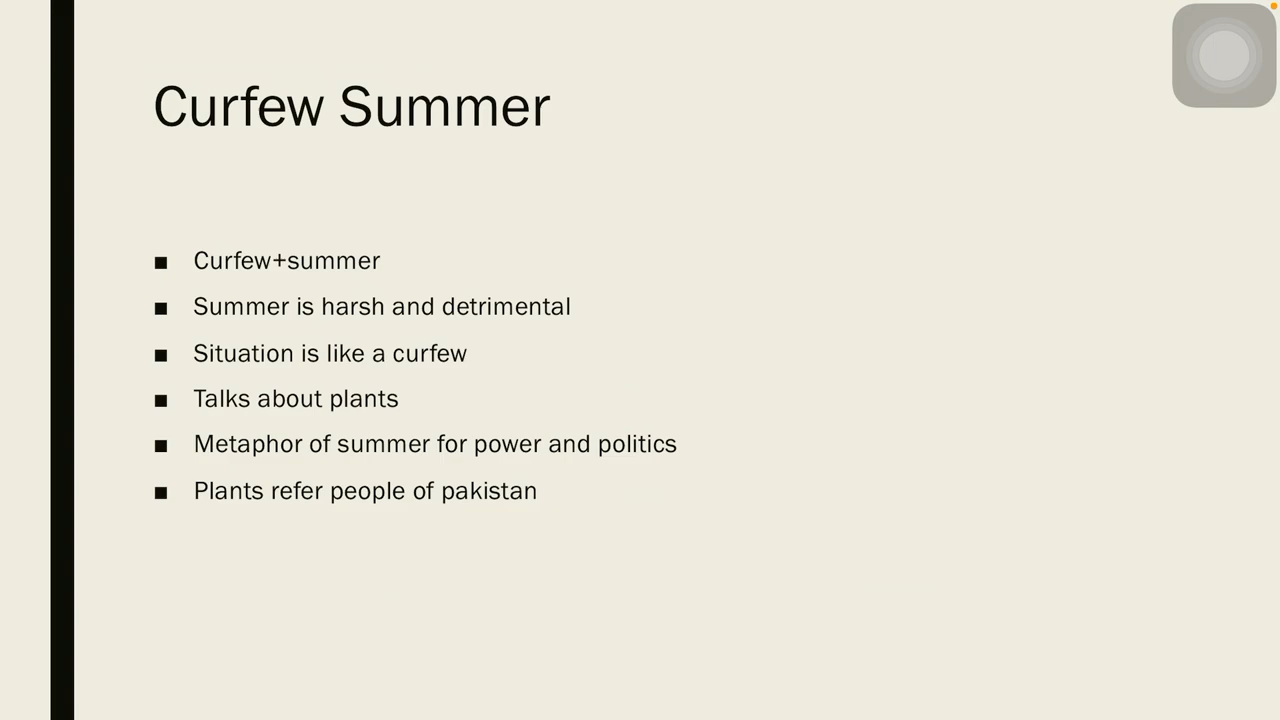 Curfew Summer
■ Curfew+summer
■ Summer is harsh and detrimental
■ Situation is like a curfew
■ Talks about plants
■ Metaphor of summer for power and politics
■ Plants refer people of pakistan